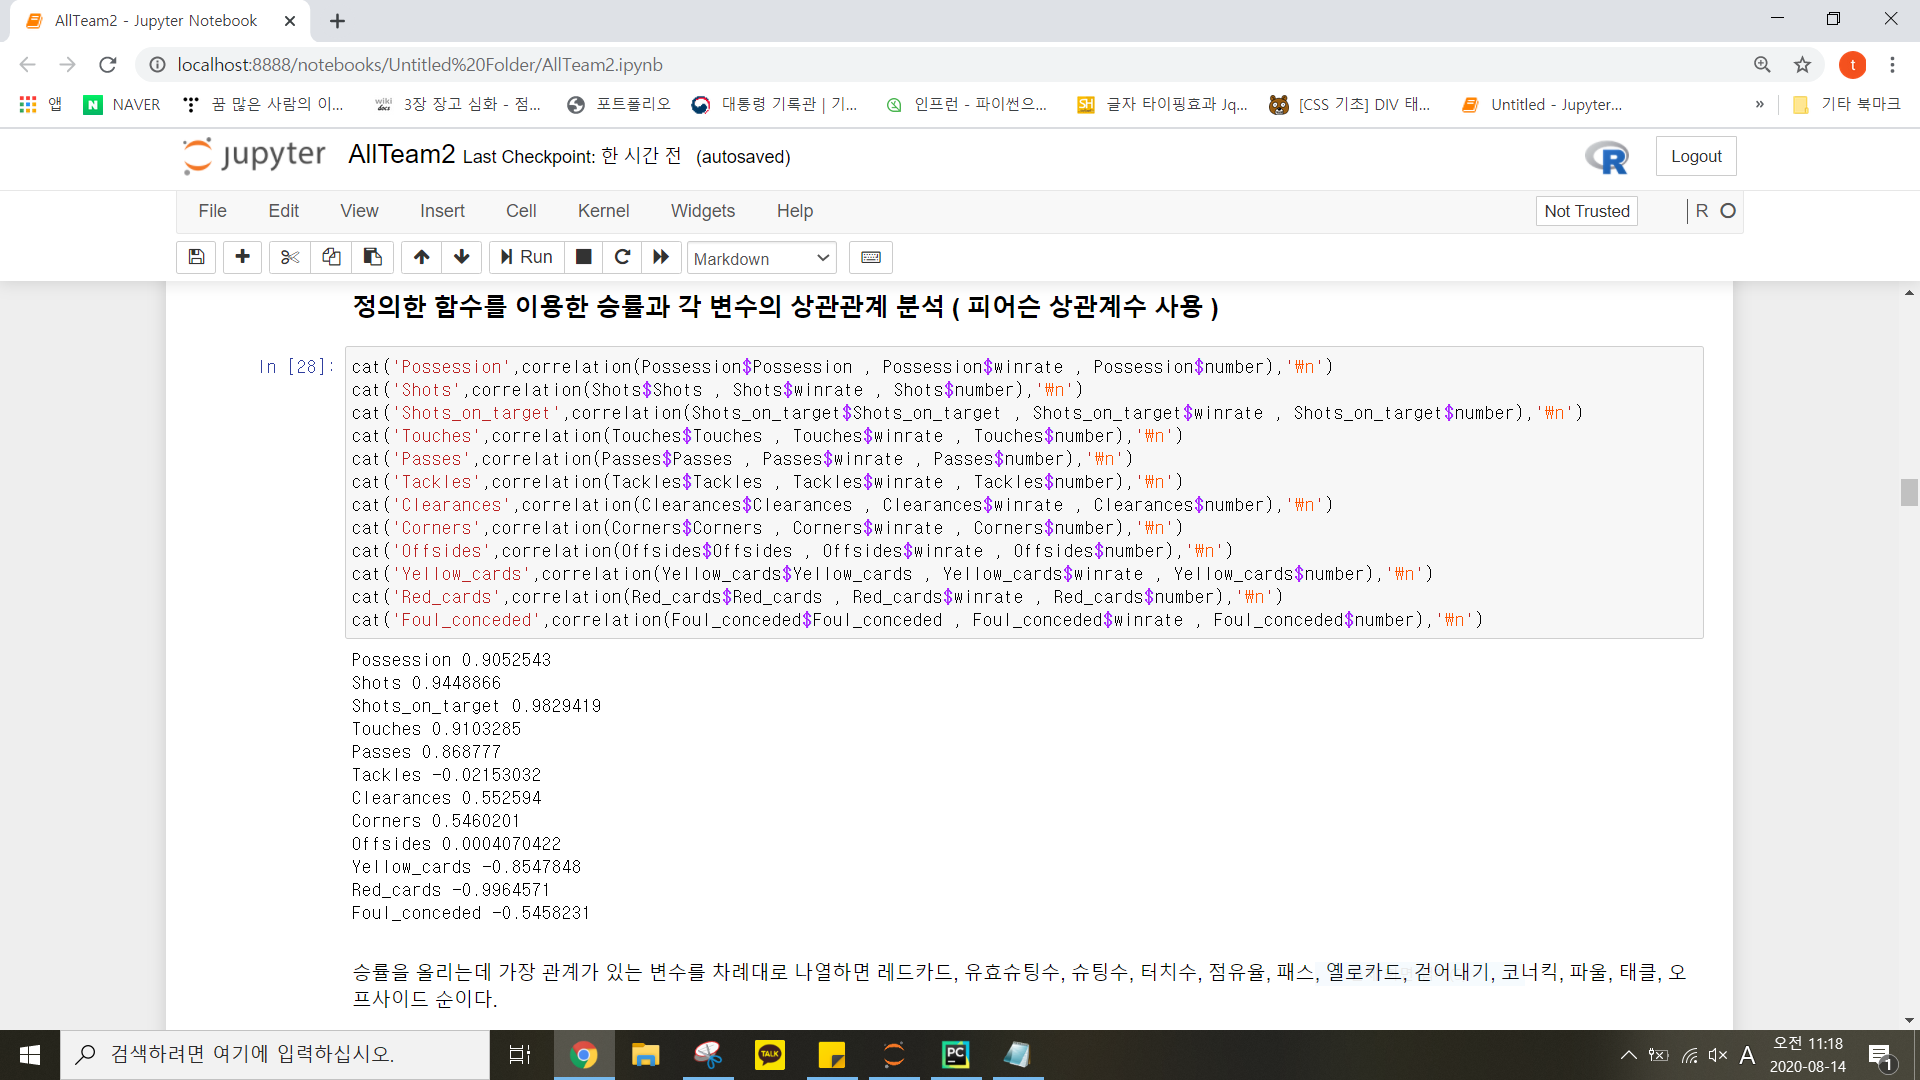 AllTeam2 - Jupyter Notebook
localhost:8888/notebooks/Untitled%20Folder/AllTeam2.ipynb
t
앱
NAVER
꿈 많은 사람의 이...
wiki docs 3장 장고 심화 - 점...
포트폴리오
대통령 기록관 | 기...
인프런 - 파이썬으...
SH 글자 타이핑효과 Jq...
[CSS 기초] DIV 태...
Untitled - Jupyter...
»
기타 북마크
jupyter AllTeam2 Last Checkpoint: 한 시간 전 (autosaved)
R
Logout
File Edit View Insert Cell Kernel Widgets Help
Not Trusted
R
Run
Markdown
정의한 함수를 이용한 승률과 각 변수의 상관관계 분석 ( 피어슨 상관계수 사용 )
In [28]:
cat('Possession',correlation(Possession$Possession , Possession$winrate , Possession$number),'₩n')
cat('Shots',correlation(Shots$Shots , Shots$winrate , Shots$number),'₩n')
cat('Shots_on_target',correlation(Shots_on_target$Shots_on_target , Shots_on_target$winrate , Shots_on_target$number),'₩n')
cat('Touches',correlation(Touches$Touches , Touches$winrate , Touches$number),'₩n')
cat('Passes',correlation(Passes$Passes , Passes$winrate , Passes$number),'₩n')
cat('Tackles',correlation(Tackles$Tackles , Tackles$winrate , Tackles$number),'₩n')
cat('Clearances',correlation(Clearances$Clearances , Clearances$winrate , Clearances$number),'₩n')
cat('Corners',correlation(Corners$Corners , Corners$winrate , Corners$number),'₩n')
cat('Offsides',correlation(Offsides$Offsides , Offsides$winrate , Offsides$number),'₩n')
cat('Yellow_cards',correlation(Yellow_cards$Yellow_cards , Yellow_cards$winrate , Yellow_cards$number),'₩n')
cat('Red_cards',correlation(Red_cards$Red_cards , Red_cards$winrate , Red_cards$number),'₩n')
cat('Foul_conceded',correlation(Foul_conceded$Foul_conceded , Foul_conceded$winrate , Foul_conceded$number),'₩n')
Possession 0.9052543
Shots 0.9448866
Shots_on_target 0.9829419
Touches 0.9103285
Passes 0.868777
Tackles -0.02153032
Clearances 0.552594
Corners 0.5460201
Offsides 0.0004070422
Yellow_cards -0.8547848
Red_cards -0.9964571
Foul_conceded -0.5458231
승률을 올리는데 가장 관계가 있는 변수를 차례대로 나열하면 레드카드, 유효슈팅수, 슈팅수, 터치수, 점유율, 패스, 옐로카드, 걷어내기, 코너킥, 파울, 태클, 오
프사이드 순이다.
검색하려면 여기에 입력하십시오.
TALK
PC
A
오전 11:18
2020-08-14
1